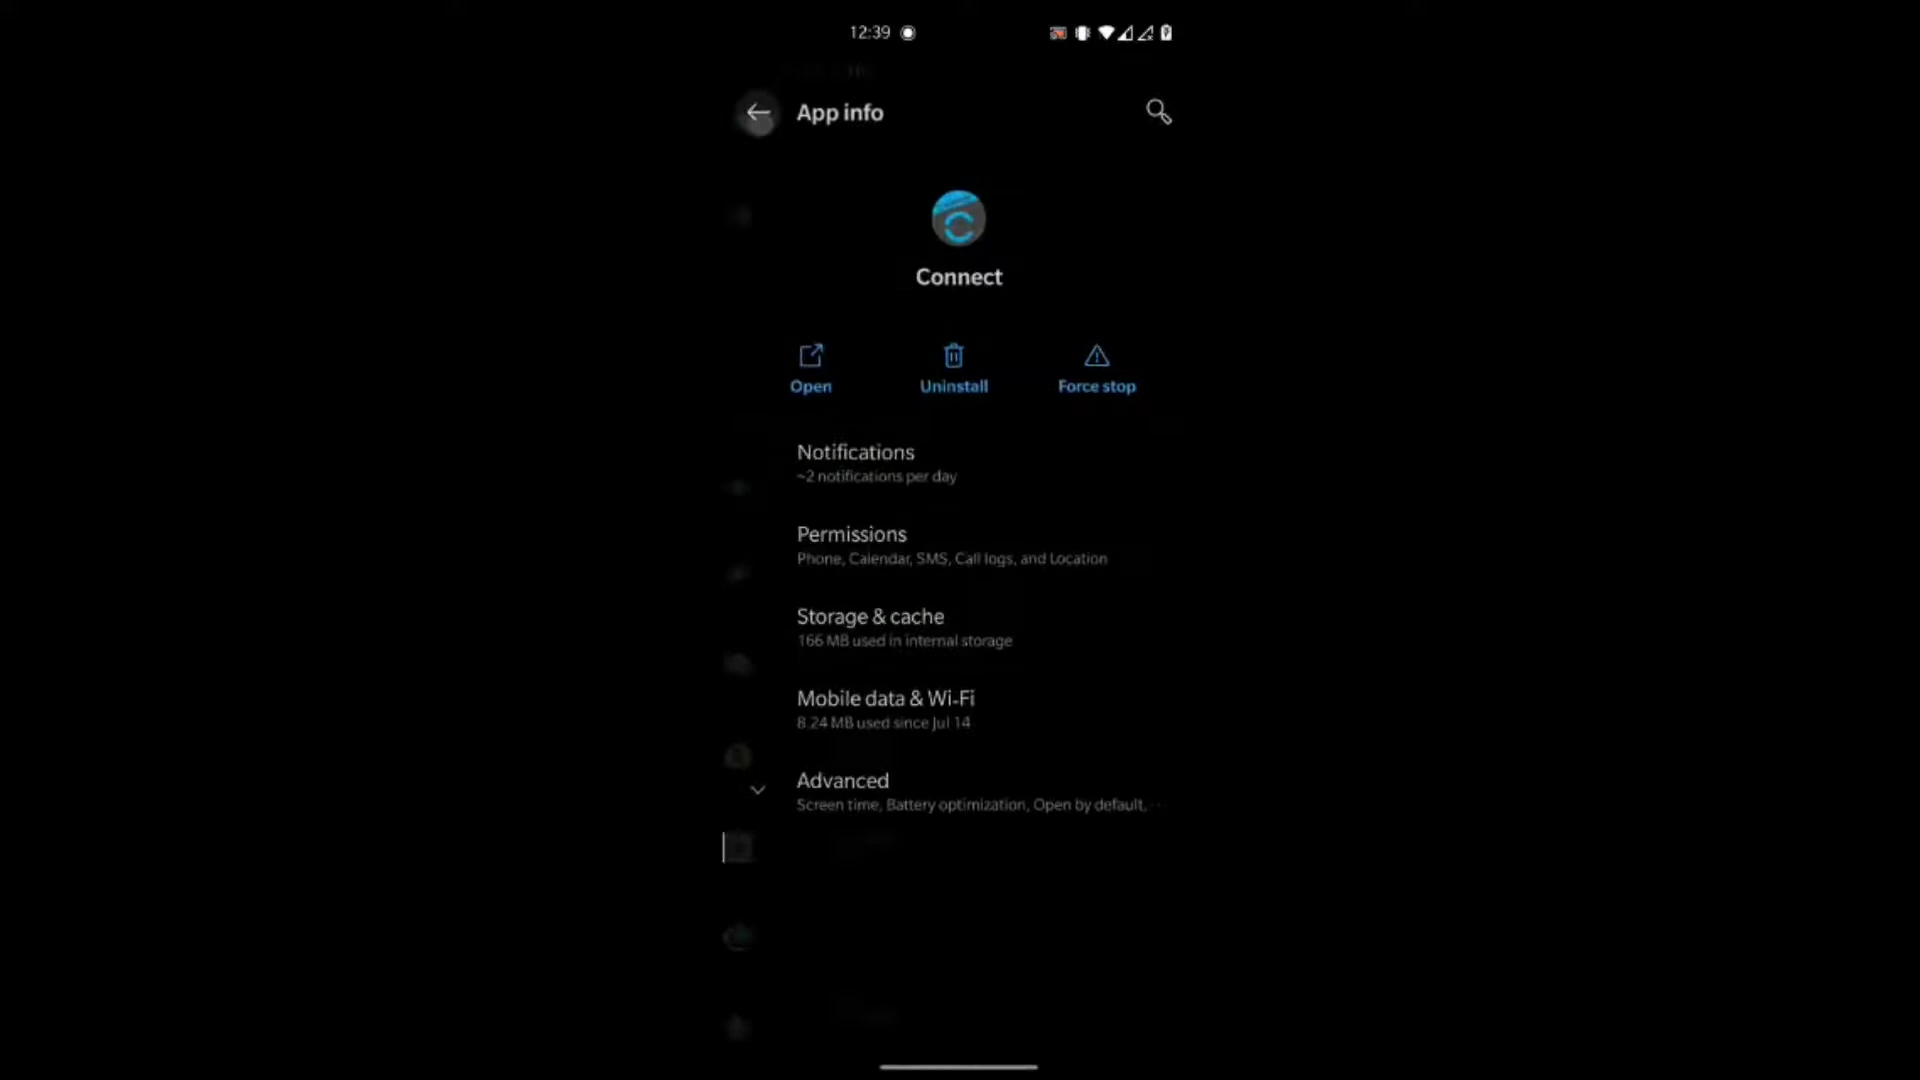 12:39
App info
Connect
Open
Uninstall
Force stop
Notifications
~2 notifications per day
Permissions
Phone, Calendar, SMS, Call logs, and Location
Storage & cache
166 MB used in internal storage
Mobile data & Wi-Fi
8.24 MB used since Jul 14
Advanced
Screen time, Battery optimization, Open by default, ...